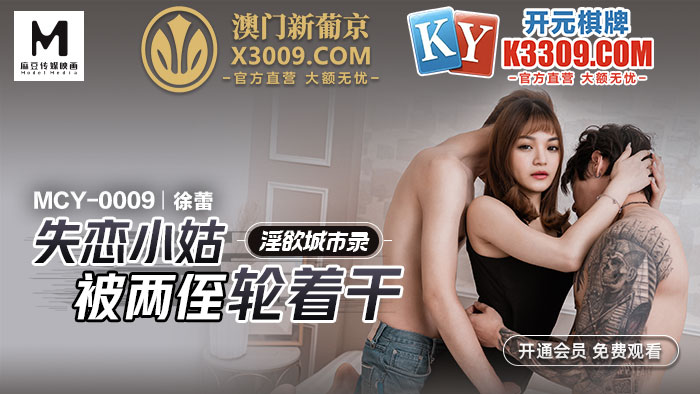 M
麻豆传媒映画
Model Media
澳门新葡京
X3009.COM
-官方直营 大额无忧-
KY
开元棋牌
K3309.COM
-官方直营 大额无忧-
MCY-0009|徐蕾
失恋小姑
淫欲城市录
被两侄轮着干
开通会员 免费观看